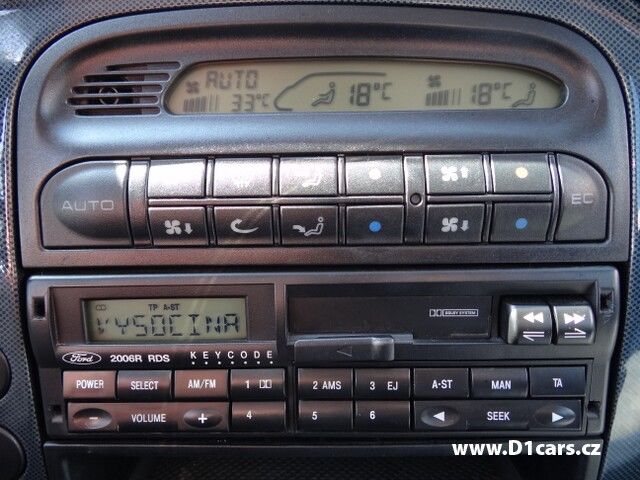 AUTO
33°C 18°C 18°C
AUTO EC
TP A-ST
VYSOCINA
DOLBY SYSTEM
Ford 2006R RDS KEYCODE
POWER SELECT AM/FM 1 2 AMS 3 EJ A-ST MAN TA
- VOLUME + 4 5 6 SEEK
www.D1cars.cz